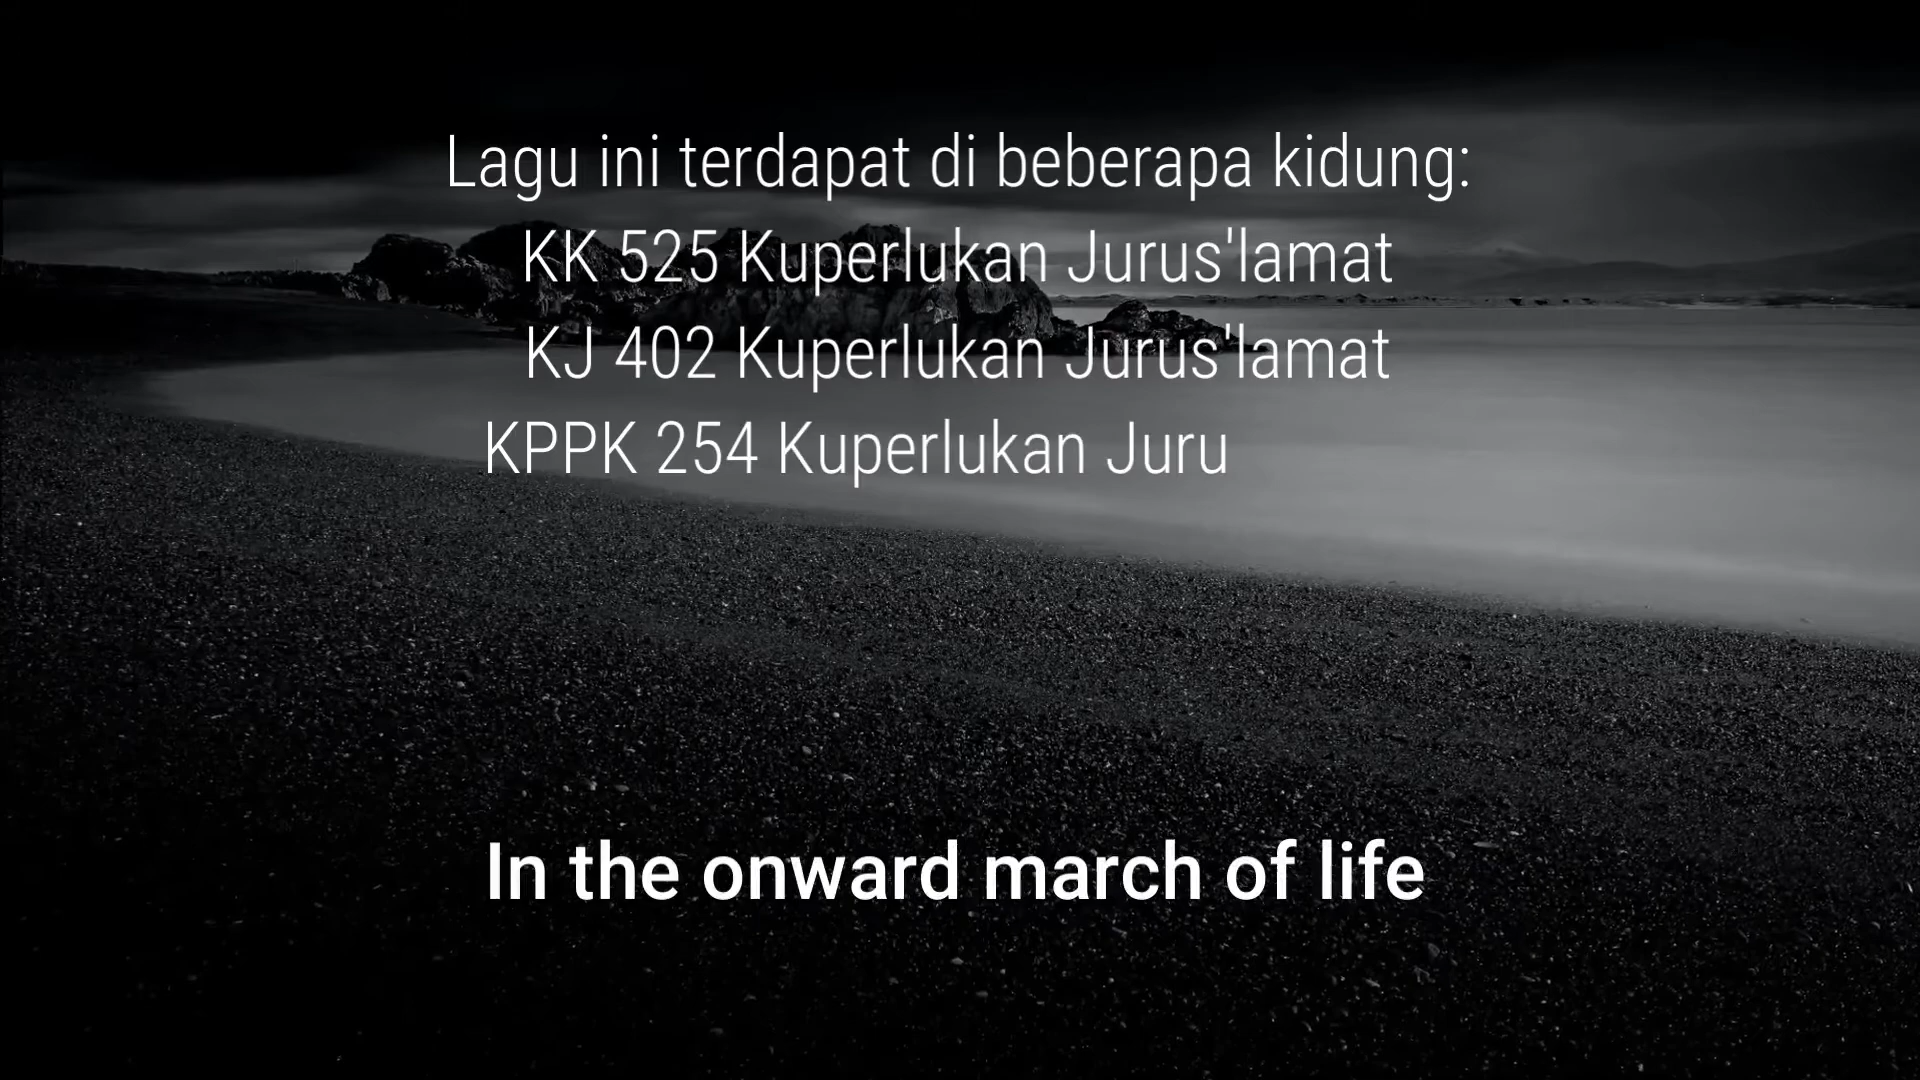 Lagu ini terdapat di beberapa kidung:
KK 525 Kuperlukan Jurus'lamat
KJ 402 Kuperlukan Jurus'lamat
KPPK 254 Kuperlukan Juru
In the onward march of life